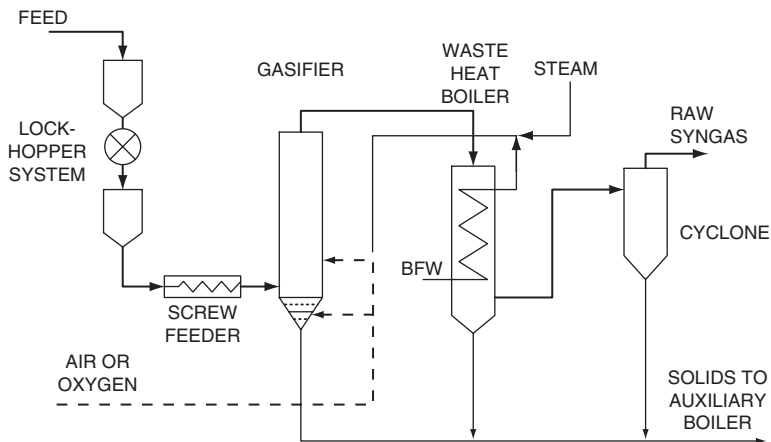 FEED
LOCK-
HOPPER
SYSTEM
GASIFIER
WASTE
HEAT
BOILER
STEAM
RAW
SYNGAS
CYCLONE
BFW
SCREW
FEEDER
AIR OR
OXYGEN
SOLIDS TO
AUXILIARY
BOILER